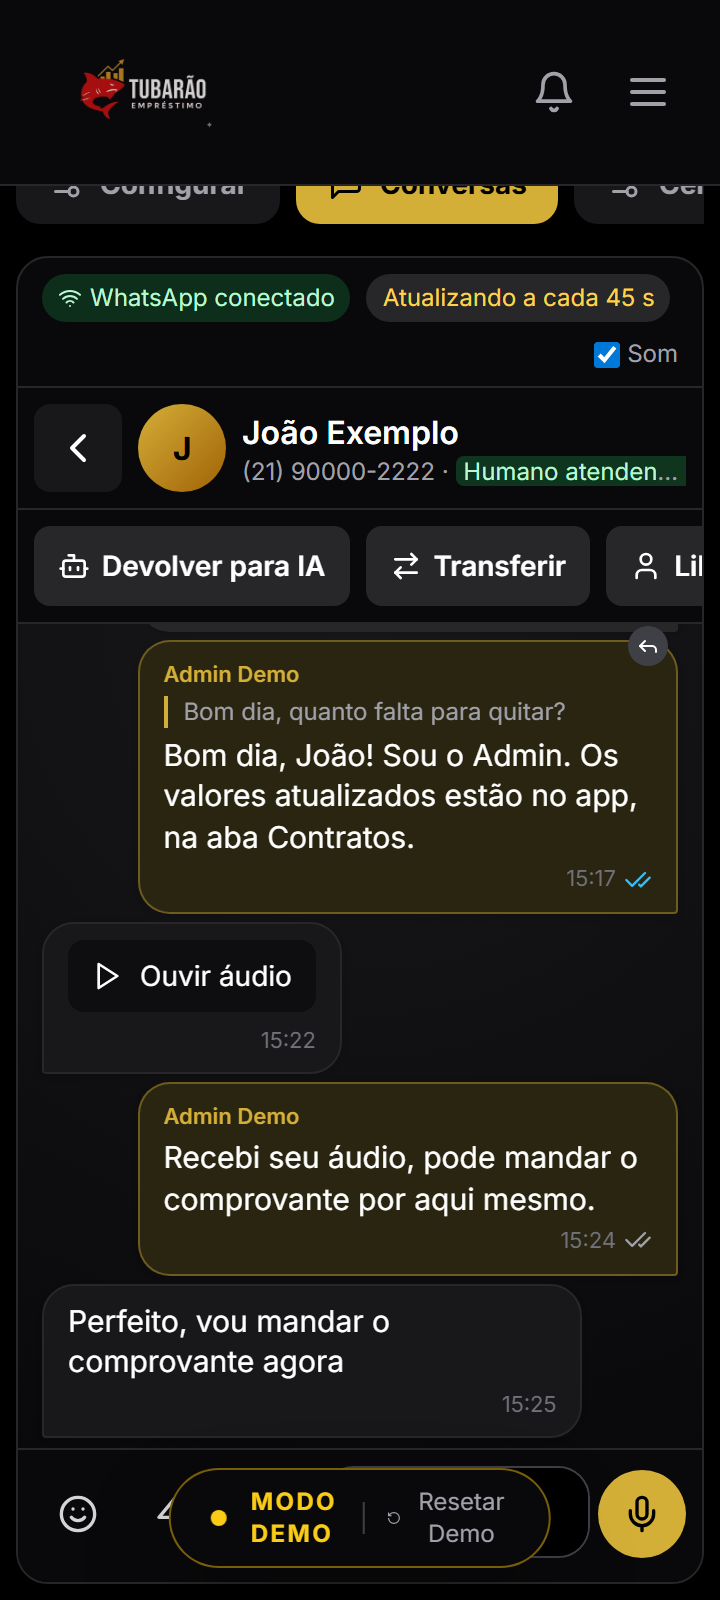 TUBARÃO
EMPRÉSTIMO
Configurar
Conversas
WhatsApp conectado
Atualizando a cada 45 s
Som
J
João Exemplo
(21) 90000-2222 · Humano atenden...
Devolver para IA
Transferir
Admin Demo
Bom dia, quanto falta para quitar?
Bom dia, João! Sou o Admin. Os
valores atualizados estão no app,
na aba Contratos.
15:17
Ouvir áudio
15:22
Admin Demo
Recebi seu áudio, pode mandar o
comprovante por aqui mesmo.
15:24
Perfeito, vou mandar o
comprovante agora
15:25
MODO
DEMO
Resetar
Demo